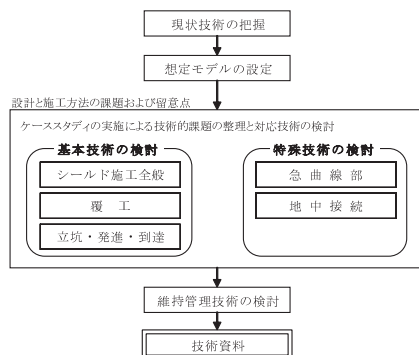 現状技術の把握
想定モデルの設定
設計と施工方法の課題および留意点
ケーススタディの実施による技術的課題の整理と対応技術の検討
基本技術の検討
シールド施工全般
覆　工
立坑・発進・到達
特殊技術の検討
急 曲 線 部
地 中 接 続
維持管理技術の検討
技術資料